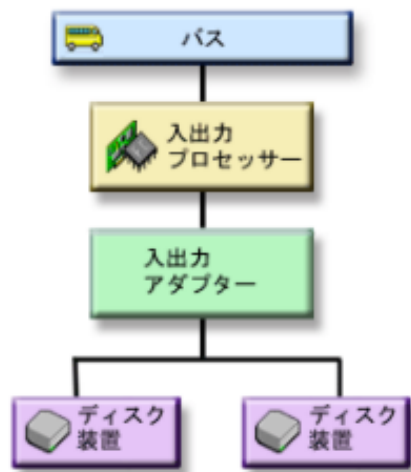 バス
入出力
プロセッサー
入出力
アダプター
ディスク
装置
ディスク
装置